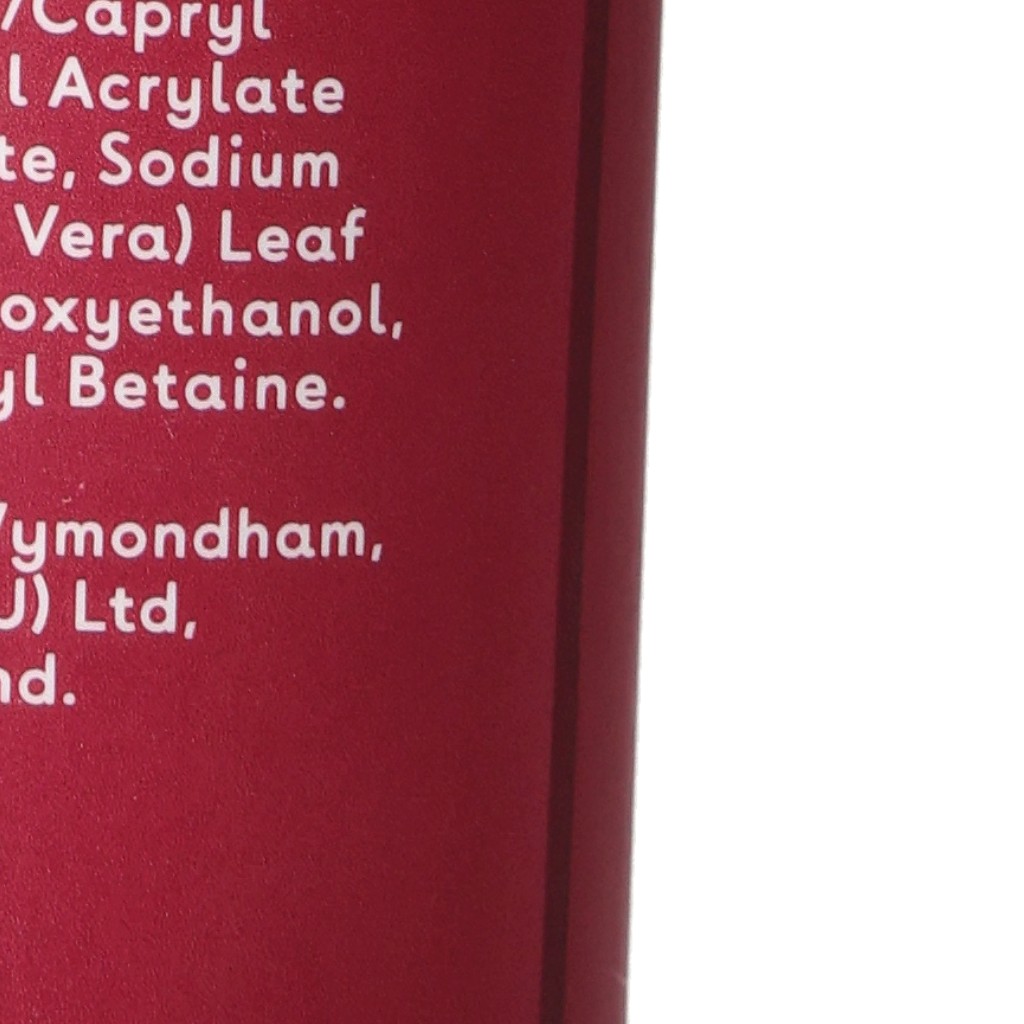 /Capryl
l Acrylate
te, Sodium
Vera) Leaf
oxyethanol,
yl Betaine.
ymondham,
J) Ltd,
nd.